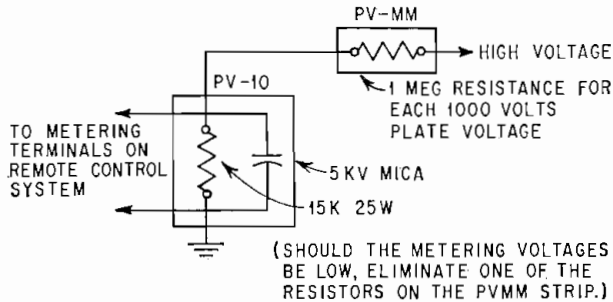 PV-MM
HIGH VOLTAGE
1 MEG RESISTANCE FOR
EACH 1000 VOLTS
PLATE VOLTAGE
PV-10
TO METERING
TERMINALS ON
REMOTE CONTROL
SYSTEM
5KV MICA
15K 25W
(SHOULD THE METERING VOLTAGES
BE LOW, ELIMINATE ONE OF THE
RESISTORS ON THE PVMM STRIP.)